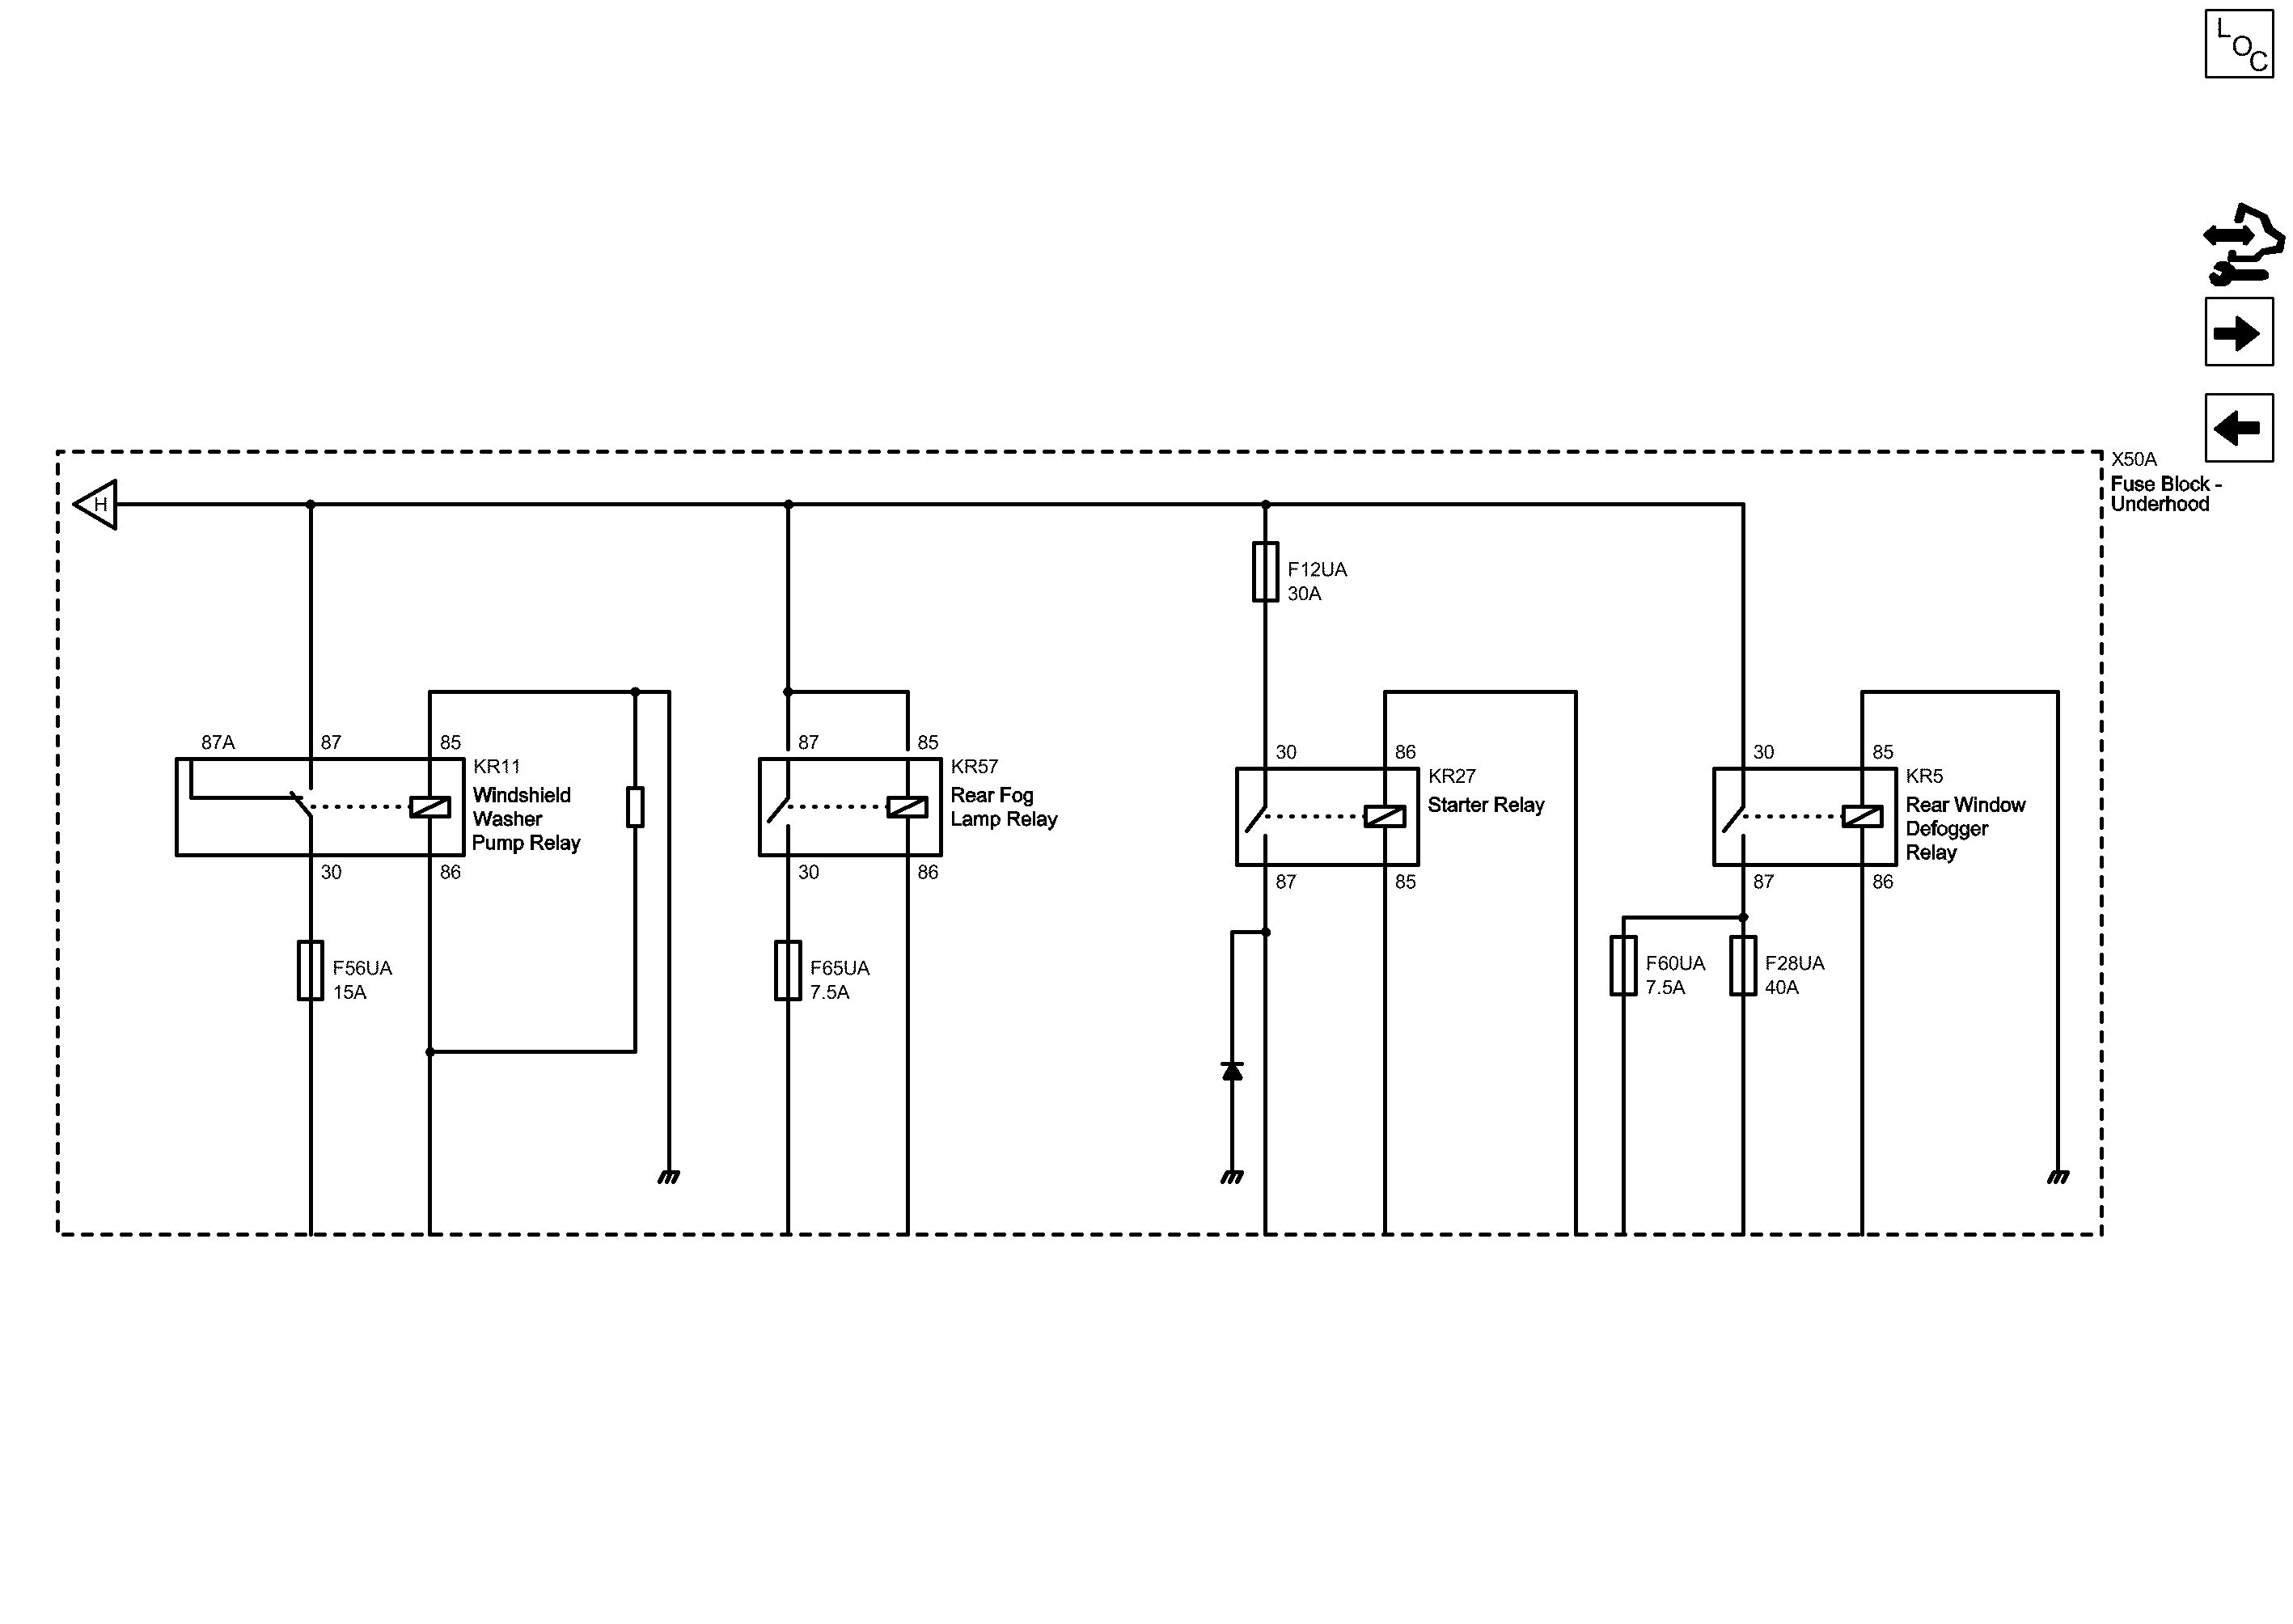 LOC
X50A
Fuse Block -
Underhood
H
F12UA
30A
87A
87
85
KR11
Windshield
Washer
Pump Relay
30
86
F56UA
15A
87
85
KR57
Rear Fog
Lamp Relay
30
86
F65UA
7.5A
30
86
KR27
Starter Relay
87
85
30
85
KR5
Rear Window
Defogger
Relay
87
86
F60UA
7.5A
F28UA
40A